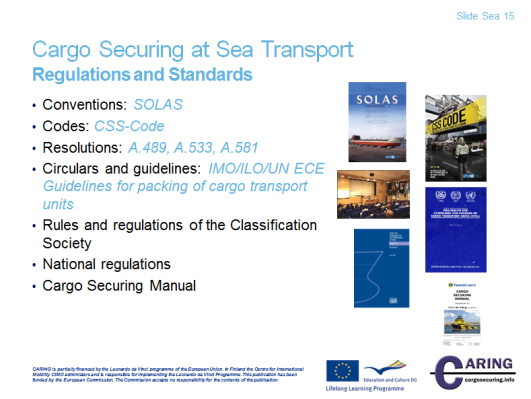 Slide Sea 15
Cargo Securing at Sea Transport
Regulations and Standards
• Conventions: SOLAS
• Codes: CSS-Code
• Resolutions: A.489, A.533, A.581
• Circulars and guidelines: IMO/ILO/UN ECE
Guidelines for packing of cargo transport
units
• Rules and regulations of the Classification
Society
• National regulations
• Cargo Securing Manual
SOLAS
CSS CODE
CARGO
SECURING
MANUAL
CARING is partially financed by the Leonardo da Vinci programme of the European Union. In Finland the Centre for International
Mobility CIMO administers and is responsible for implementing the Leonardo da Vinci Programme. This publication has been
funded by the European Commission. The Commission accepts no responsibility for the contents of the publication.
Education and Culture DG
Lifelong Learning Programme
CARING
cargosecuring.info